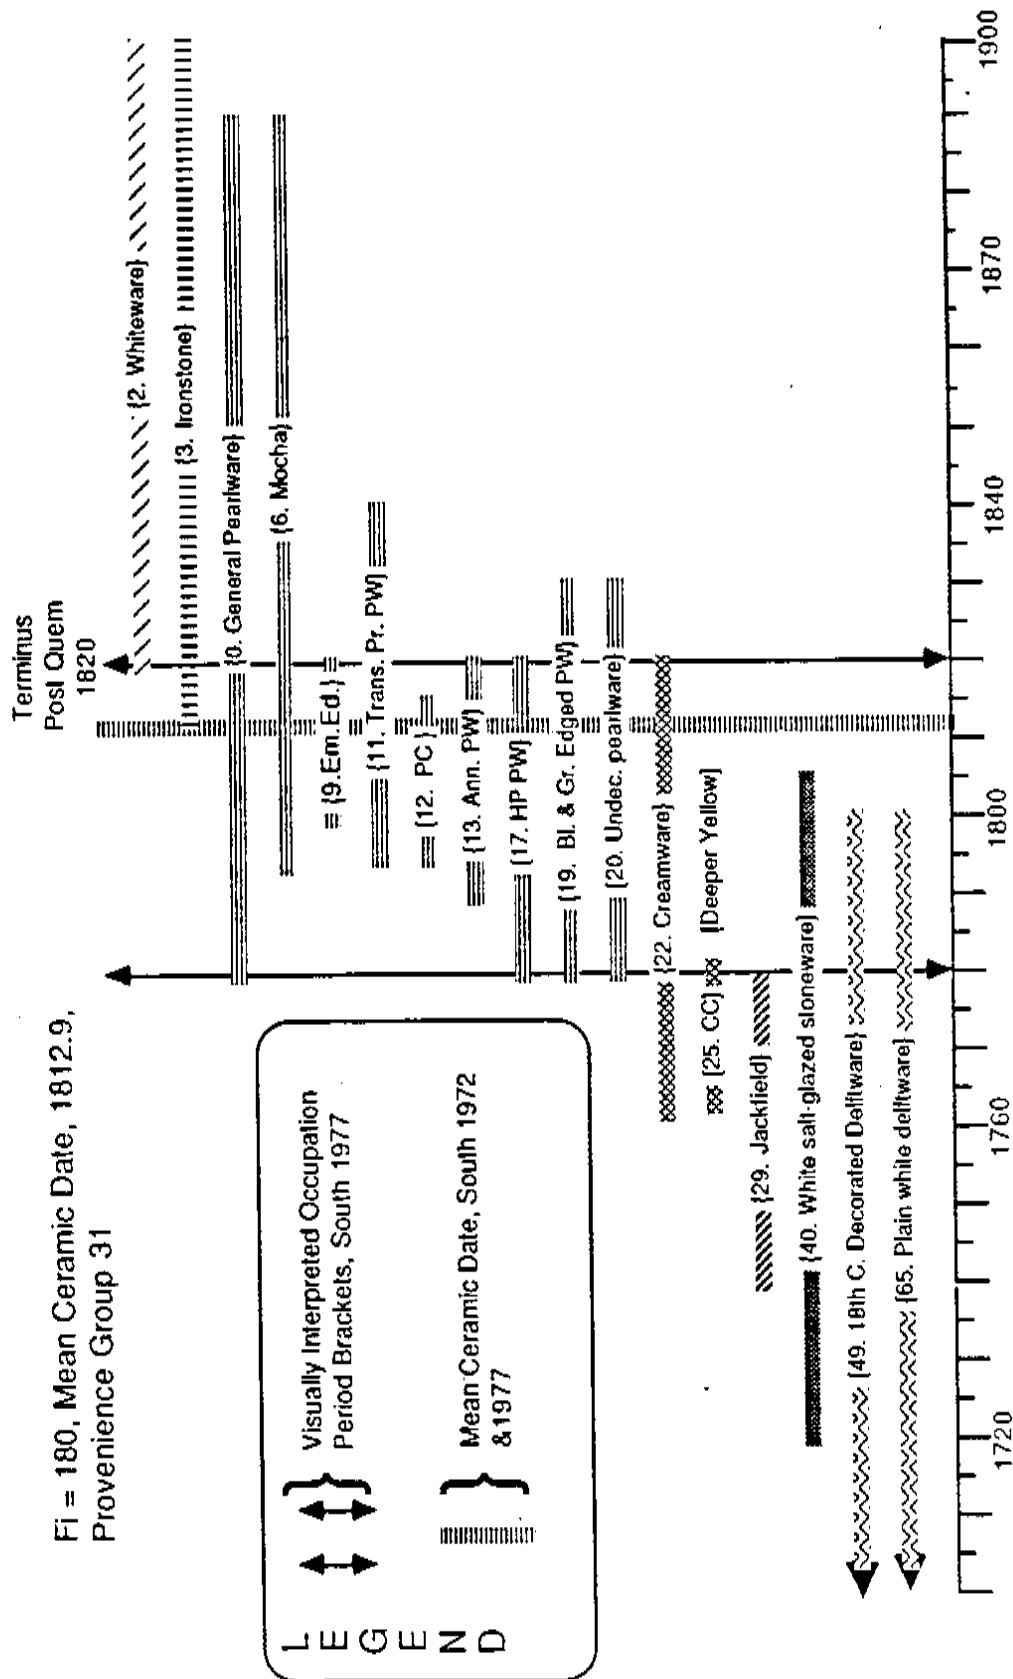 Fi = 180, Mean Ceramic Date, 1812.9,
Provenience Group 31
Terminus
Post Quem
1820
LEGEND
Visually Interpreted Occupation
Period Brackets, South 1977
Mean Ceramic Date, South 1972
&1977
{2. Whiteware}
{3. Ironstone}
{0. General Pearlware}
{6. Mocha}
{9.Em.Ed.}
{11. Trans. Pr. PW}
{12. PC}
{13. Ann. PW}
{17. HP PW}
{19. Bl. & Gr. Edged PW}
{20. Undec. pearlware}
{22. Creamware}
{25. CC} [Deeper Yellow]
{29. Jackfield}
{40. White salt-glazed stoneware}
{49. 18th C. Decorated Delftware}
{65. Plain white delftware}
1720 1760 1800 1840 1870 1900